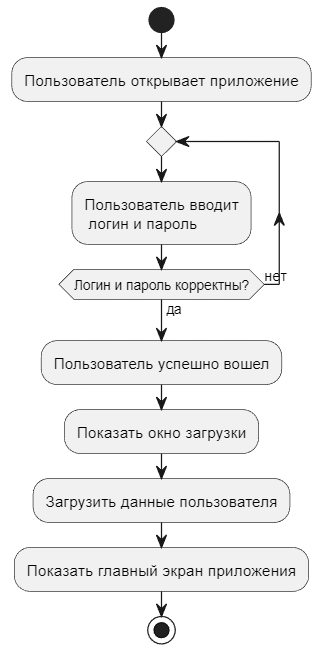 Пользователь открывает приложение
Пользователь вводит
логин и пароль
Логин и пароль корректны?
нет
да
Пользователь успешно вошел
Показать окно загрузки
Загрузить данные пользователя
Показать главный экран приложения